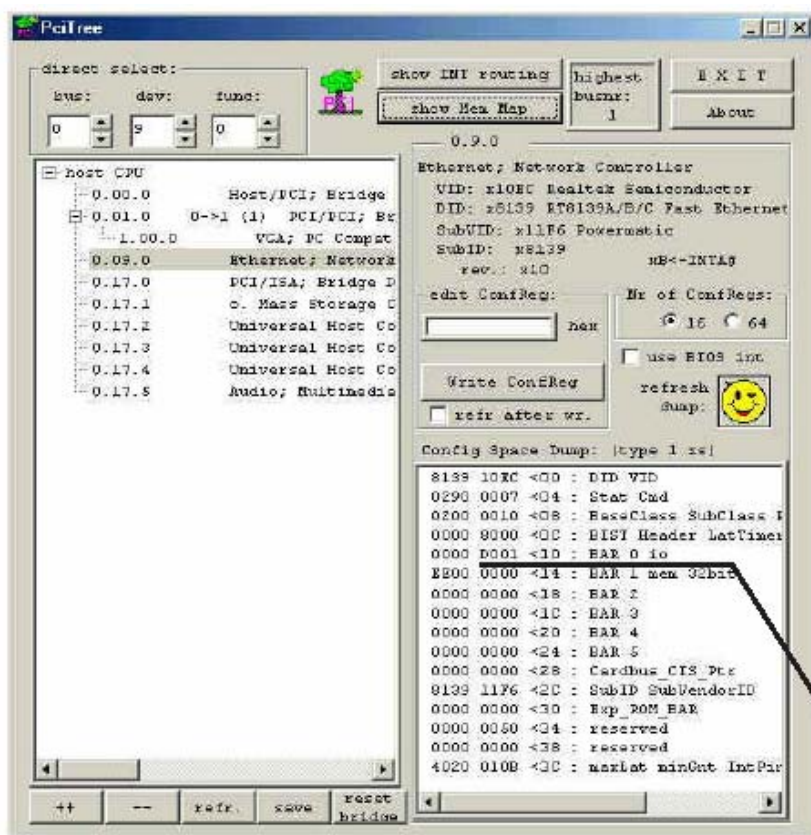 PciTree
direct select:
bus: dev: func:
0 9 0
show INT routing
show Mem Map
highest
busnr:
1
E X I T
About
host CPU
0.00.0 Host/PCI; Bridge
0.01.0 0->1 (1) PCI/PCI; Br
1.00.0 VGA; PC Compat
0.09.0 Ethernet; Network
0.17.0 PCI/ISA; Bridge D
0.17.1 o. Mass Storage C
0.17.2 Universal Host Co
0.17.3 Universal Host Co
0.17.4 Universal Host Co
0.17.5 Audio; Multimedia
++ -- refr. save reset
bridge
0.9.0
Ethernet; Network Controller
VID: x10EC Realtek Semiconductor
DID: x8139 RT8139A/B/C Fast Ethernet
SubVID: x11F6 Powermatic
SubID: x8139
rev.: x10 xB<-INTA@
edit ConfReg:
hex
Nr of ConfRegs:
16 64
Write ConfReg
refr after wr.
use BIOS int
refresh
dump:
Config Space Dump:
8139 10EC <00 : DID VID
0290 0007 <04 : Stat Cmd
0200 0010 <08 : BaseClass SubClass
0000 8000 <0C : BIST Header LatTimer
0000 D001 <10 : BAR 0 io
EE00 0000 <14 : BAR 1 mem 32bit
0000 0000 <18 : BAR 2
0000 0000 <1C : BAR 3
0000 0000 <20 : BAR 4
0000 0000 <24 : BAR 5
0000 0000 <28 : Cardbus_CIS_Ptr
8139 11F6 <2C : SubID SubVendorID
0000 0000 <30 : Exp_ROM_BAR
0000 0050 <34 : reserved
0000 0000 <38 : reserved
4020 010B <3C : maxLat minGnt IntPin